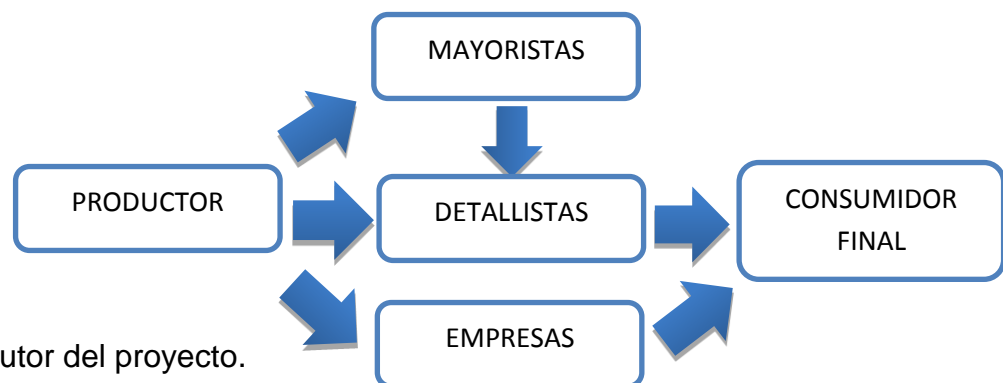 MAYORISTAS
PRODUCTOR
DETALLISTAS
CONSUMIDOR
FINAL
EMPRESAS
utor del proyecto.